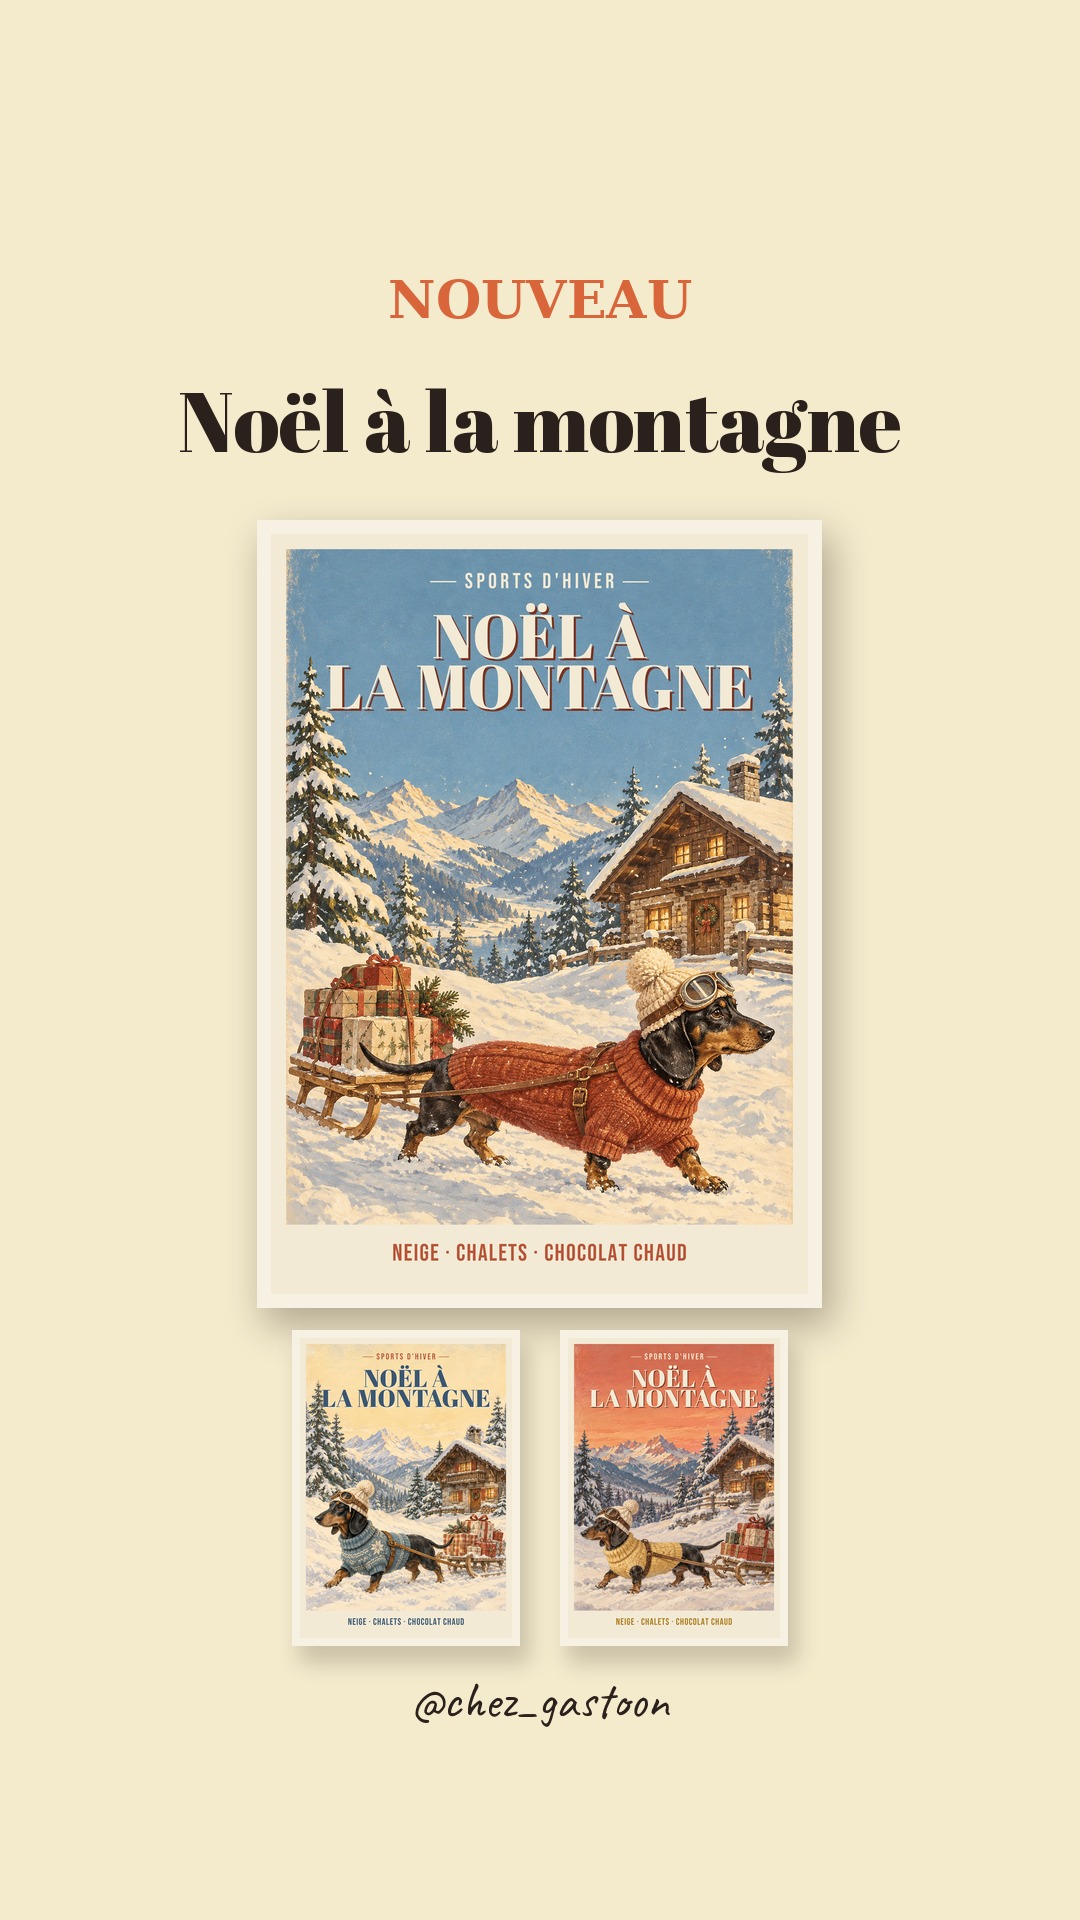 NOUVEAU
Noël à la montagne
SPORTS D'HIVER
NOËL À
LA MONTAGNE
NEIGE · CHALETS · CHOCOLAT CHAUD
SPORTS D'HIVER
NOËL À
LA MONTAGNE
NEIGE · CHALETS · CHOCOLAT CHAUD
SPORTS D'HIVER
NOËL À
LA MONTAGNE
NEIGE · CHALETS · CHOCOLAT CHAUD
@chez_gastoon